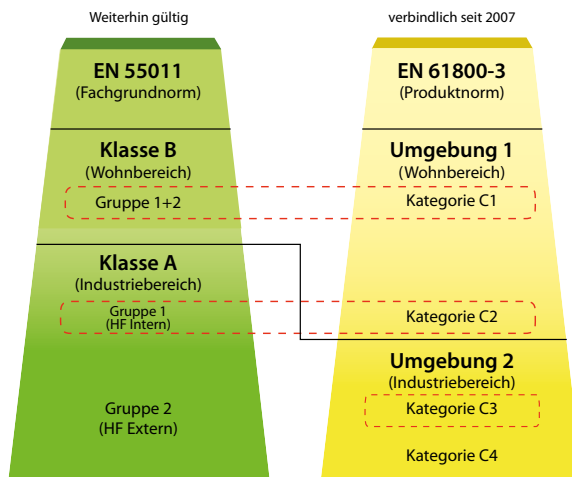 Weiterhin gültig
EN 55011
(Fachgrundnorm)
Klasse B
(Wohnbereich)
Gruppe 1+2
Klasse A
(Industriebereich)
Gruppe 1
(HF Intern)
Gruppe 2
(HF Extern)
verbindlich seit 2007
EN 61800-3
(Produktnorm)
Umgebung 1
(Wohnbereich)
Kategorie C1
Kategorie C2
Umgebung 2
(Industriebereich)
Kategorie C3
Kategorie C4